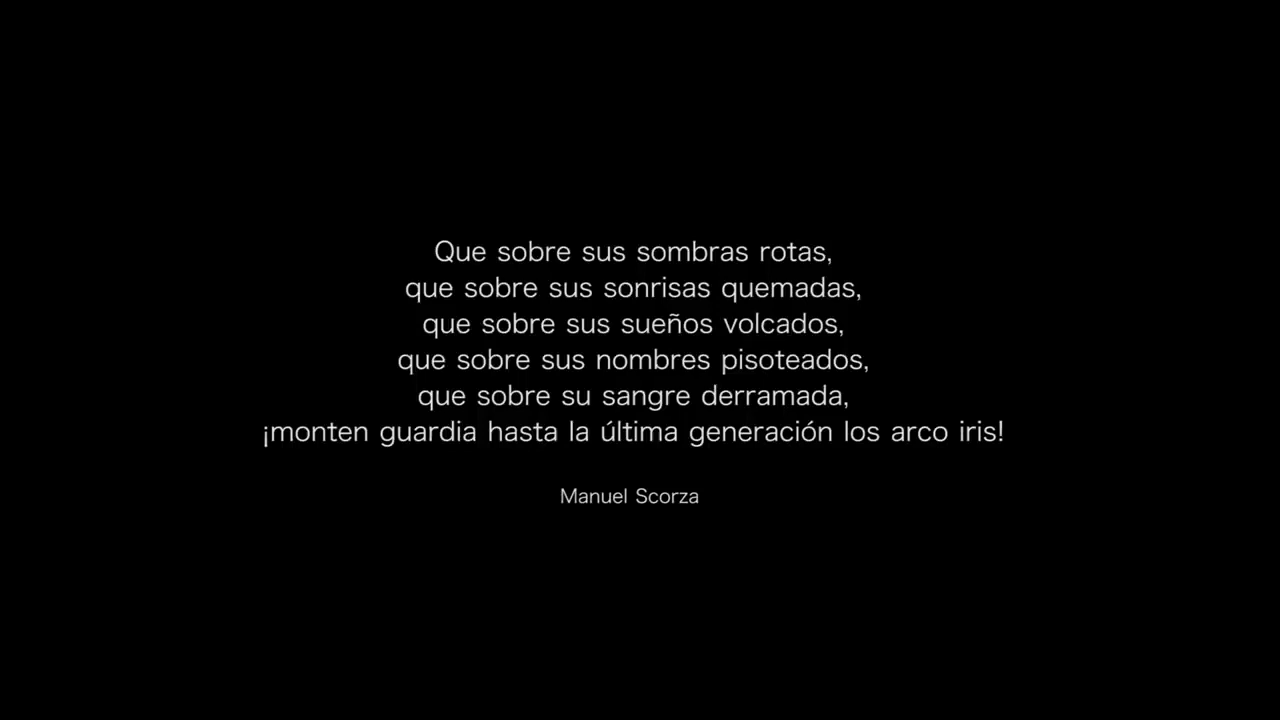 Que sobre sus sombras rotas,
que sobre sus sonrisas quemadas,
que sobre sus sueños volcados,
que sobre sus nombres pisoteados,
que sobre su sangre derramada,
¡monten guardia hasta la última generación los arco iris!
Manuel Scorza